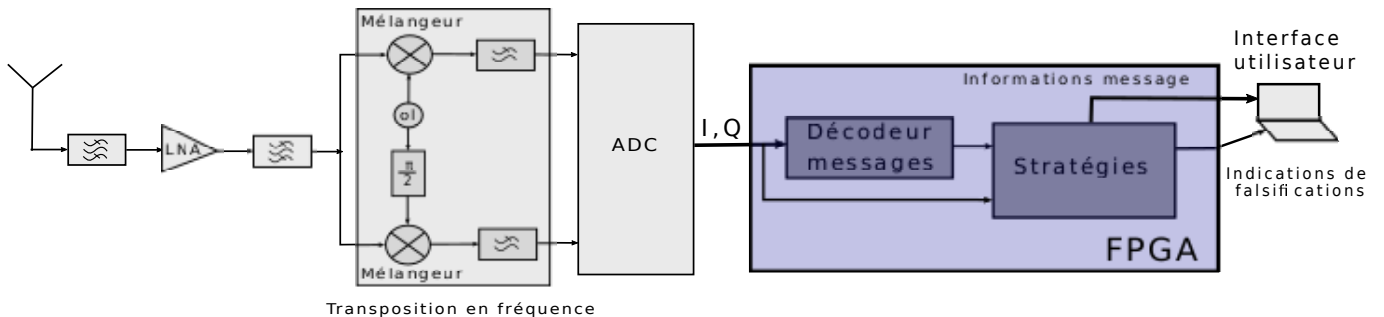 Mélangeur
LNA
ol
π
2
Mélangeur
Transposition en fréquence
ADC
I,Q
Décodeur
messages
Informations message
Stratégies
FPGA
Interface
utilisateur
Indications de
falsifications